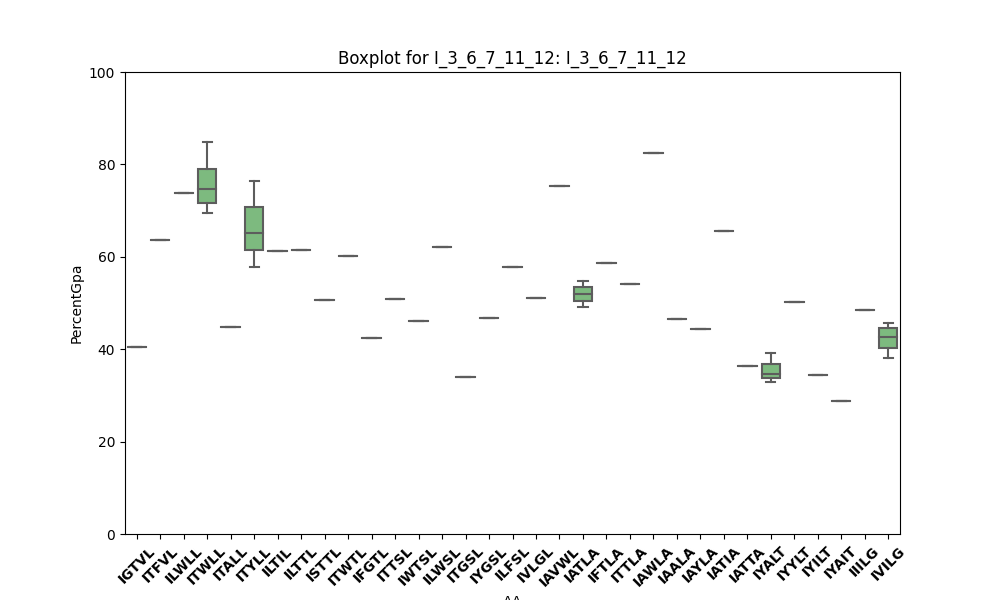 Boxplot for I_3_6_7_11_12: I_3_6_7_11_12
100
80
60
40
20
0
PercentGpa
IGTVL
ITFVL
ILWLL
ITWLL
ITALL
ITYLL
ILTIL
ILTTL
ISTTL
ITWTL
IFGTL
ITTSL
IWTSL
ILWSL
ITGSL
IYGSL
ILFSL
IVLGL
IAVWL
IATLA
IFTLA
ITTLA
IAWLA
IAALA
IAYLA
IATIA
IATTA
IYALT
IYYLT
IYILT
IYAIT
IIILG
IVILG
AA